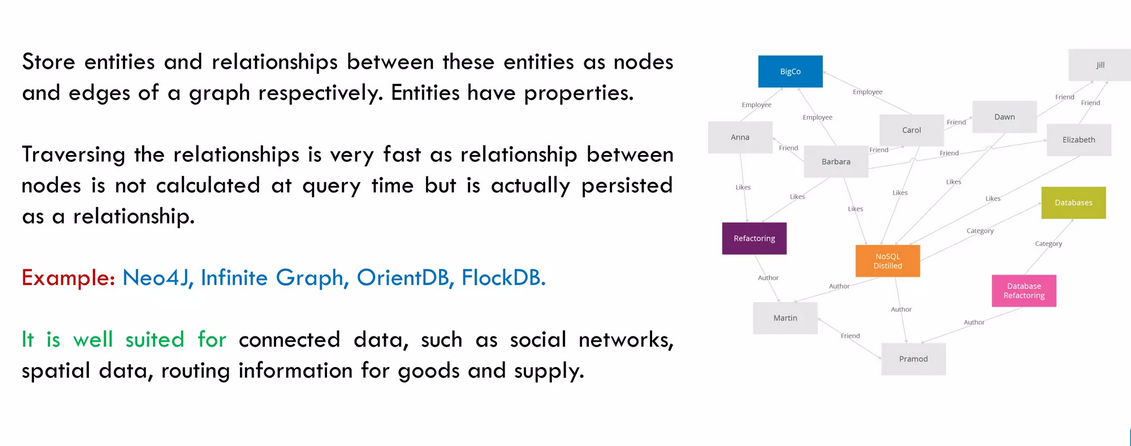 Store entities and relationships between these entities as nodes
and edges of a graph respectively. Entities have properties.
Traversing the relationships is very fast as relationship between
nodes is not calculated at query time but is actually persisted
as a relationship.
Example: Neo4J, Infinite Graph, OrientDB, FlockDB.
It is well suited for connected data, such as social networks,
spatial data, routing information for goods and supply.
BigCo
Jill
Employee
Friend
Friend
Employee
Employee
Dawn
Anna
Carol
Friend
Elizabeth
Friend
Barbara
Friend
Friend
Likes
Likes
Likes
Likes
Likes
Likes
Databases
Refactoring
Category
Category
NoSQL
Distilled
Author
Author
Database
Refactoring
Author
Martin
Author
Friend
Pramod